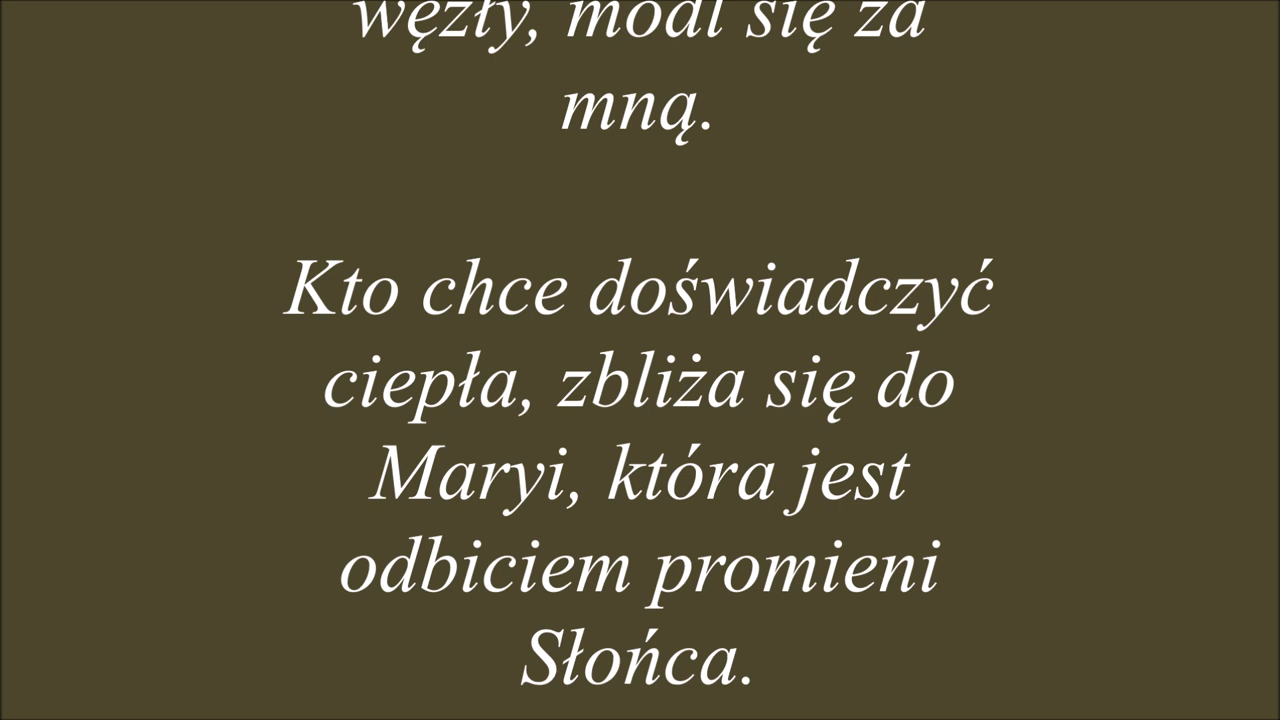 węzły, módl się za
mną.
Kto chce doświadczyć
ciepła, zbliża się do
Maryi, która jest
odbiciem promieni
Słońca.